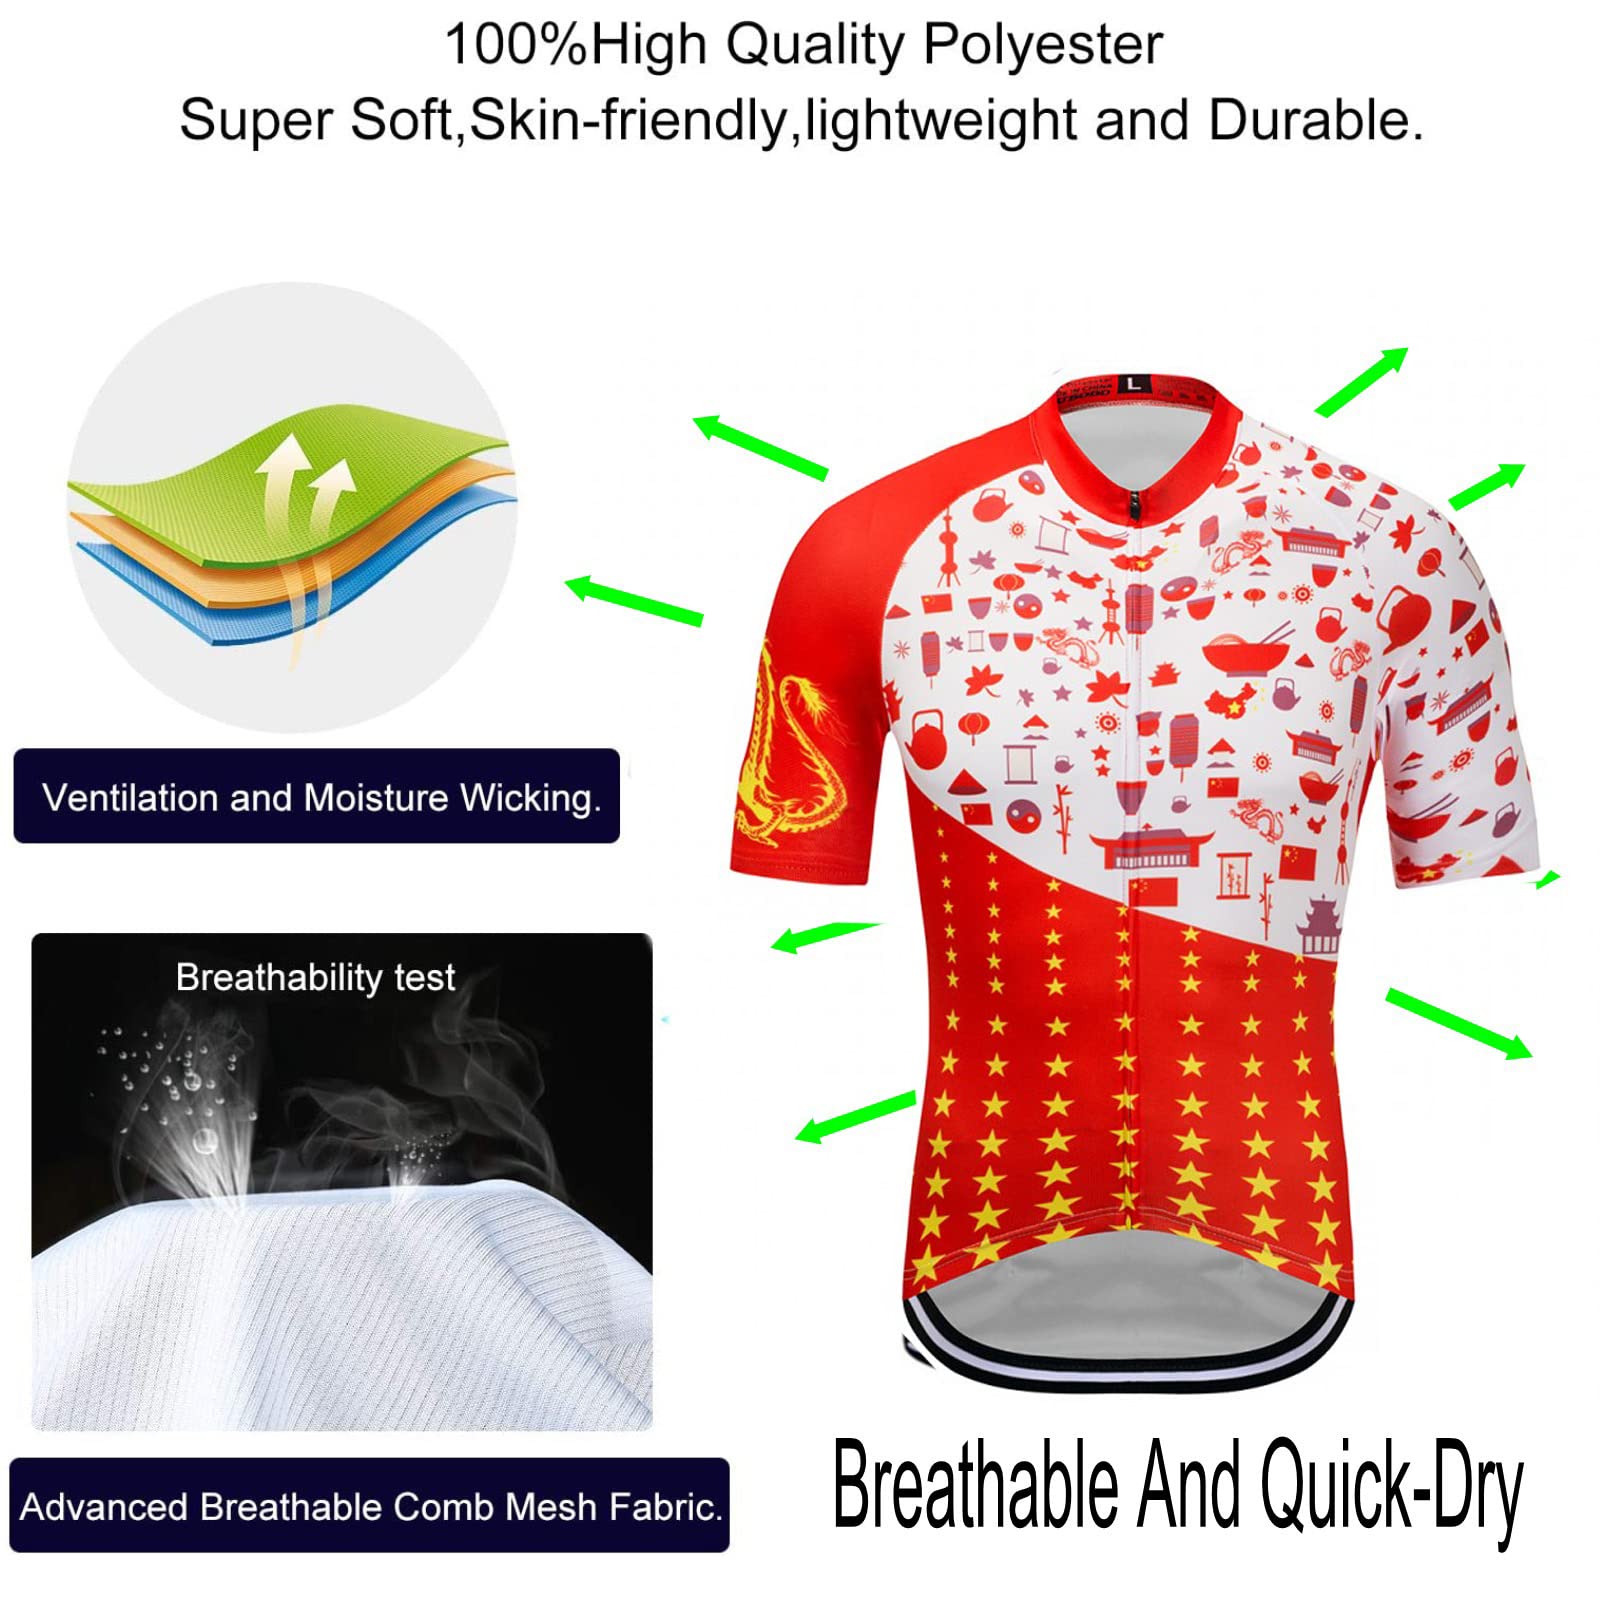 100%High Quality Polyester
Super Soft,Skin-friendly,lightweight and Durable.
L
Ventilation and Moisture Wicking.
Breathability test
Advanced Breathable Comb Mesh Fabric.
Breathable And Quick-Dry